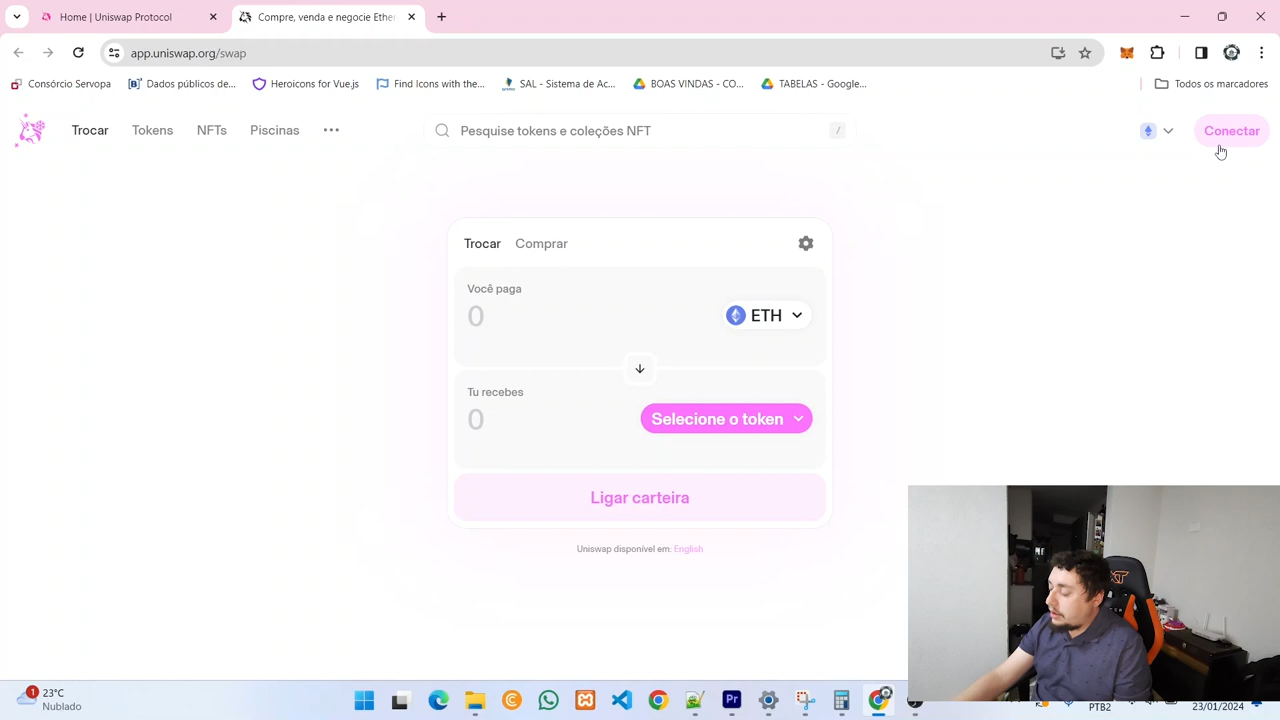 Home | Uniswap Protocol
Compre, venda e negocie Ether
app.uniswap.org/swap
Consórcio Servopa
Dados públicos de...
Heroicons for Vue.js
Find Icons with the...
SAL - Sistema de Ac...
BOAS VINDAS - CO...
TABELAS - Google...
Todos os marcadores
Trocar
Tokens
NFTs
Piscinas
Pesquise tokens e coleções NFT
/
Conectar
Trocar
Comprar
Você paga
0
ETH
Tu recebes
0
Selecione o token
Ligar carteira
Uniswap disponível em: English
1
23°C
Nublado
Pr
PTB2
23/01/2024